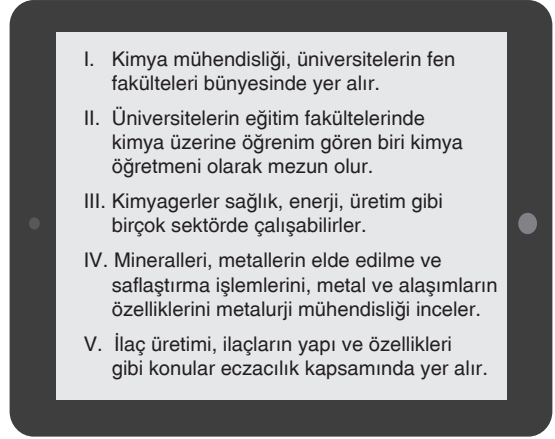 I. Kimya mühendisliği, üniversitelerin fen
fakülteleri bünyesinde yer alır.
II. Üniversitelerin eğitim fakültelerinde
kimya üzerine öğrenim gören biri kimya
öğretmeni olarak mezun olur.
III. Kimyagerler sağlık, enerji, üretim gibi
birçok sektörde çalışabilirler.
IV. Mineralleri, metallerin elde edilme ve
saflaştırma işlemlerini, metal ve alaşımların
özelliklerini metalurji mühendisliği inceler.
V. İlaç üretimi, ilaçların yapı ve özellikleri
gibi konular eczacılık kapsamında yer alır.